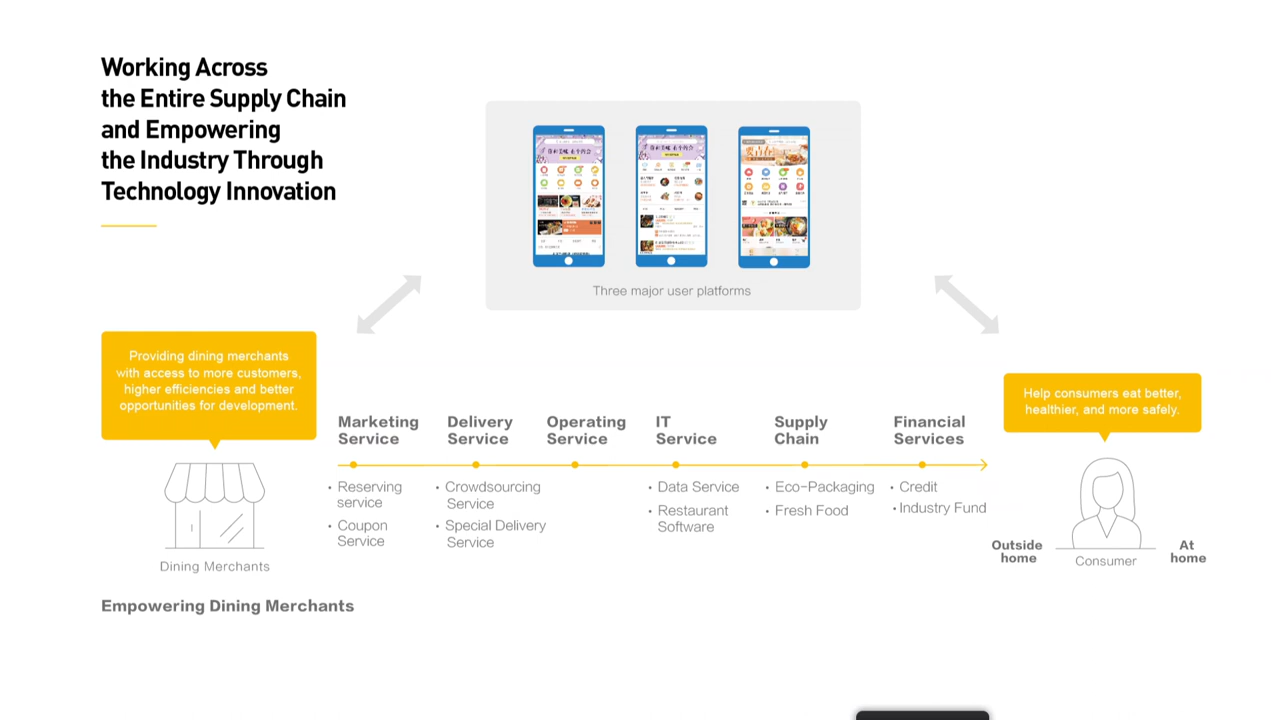 Working Across
the Entire Supply Chain
and Empowering
the Industry Through
Technology Innovation
Three major user platforms
Providing dining merchants
with access to more customers,
higher efficiencies and better
opportunities for development.
Help consumers eat better,
healthier, and more safely.
Marketing
Service
Delivery
Service
Operating
Service
IT
Service
Supply
Chain
Financial
Services
• Reserving
service
• Coupon
Service
• Crowdsourcing
Service
• Special Delivery
Service
• Data Service
• Restaurant
Software
• Eco-Packaging
• Fresh Food
• Credit
• Industry Fund
Dining Merchants
Outside
home
Consumer
At
home
Empowering Dining Merchants